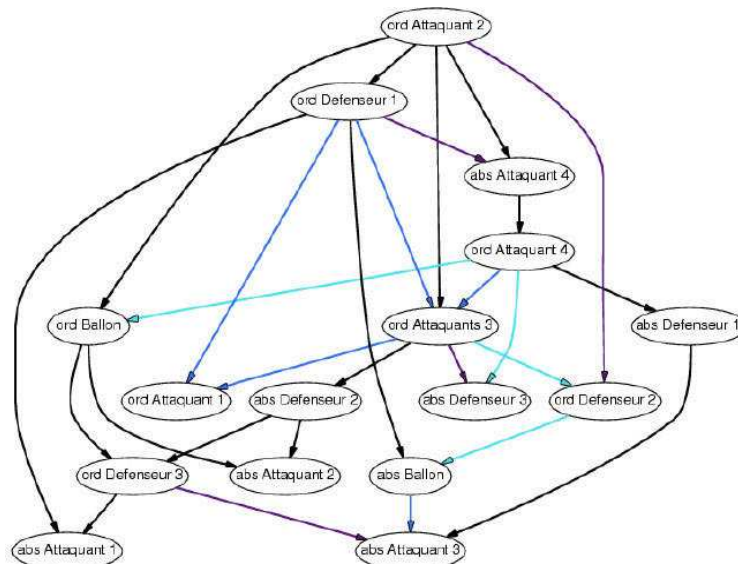 ord Attaquant 2
ord Defenseur 1
abs Attaquant 4
ord Attaquant 4
ord Ballon
ord Attaquants 3
abs Defenseur 1
ord Attaquant 1
abs Defenseur 2
abs Defenseur 3
ord Defenseur 2
ord Defenseur 3
abs Attaquant 2
abs Ballon
abs Attaquant 1
abs Attaquant 3